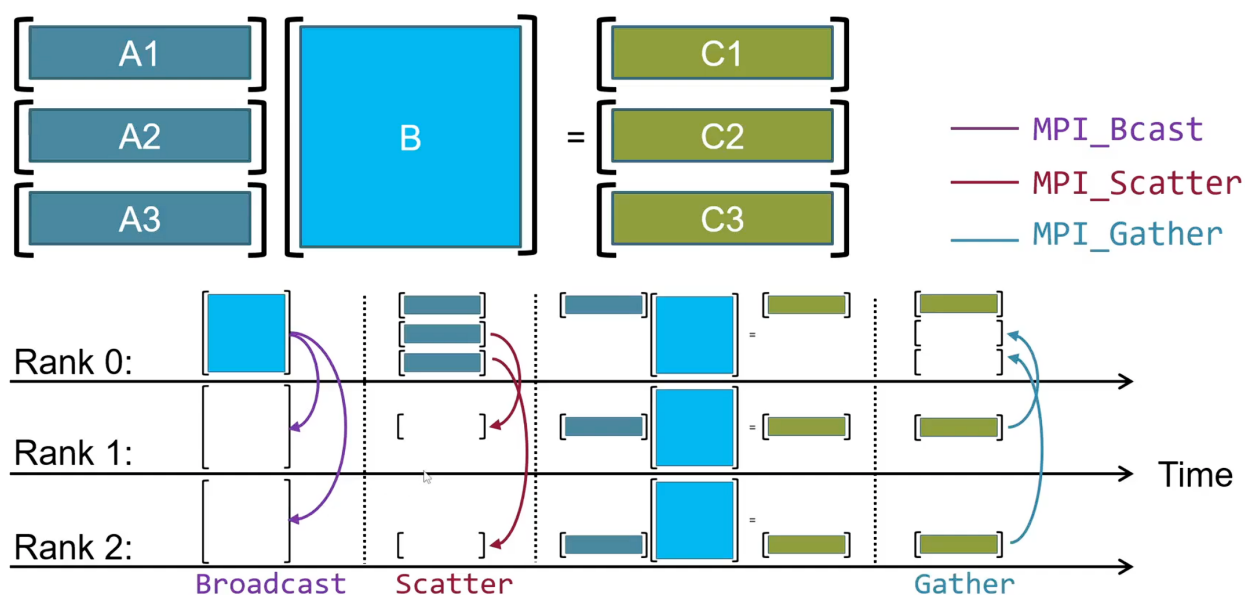 A1
A2
A3
B
=
C1
C2
C3
MPI_Bcast
MPI_Scatter
MPI_Gather
Rank 0:
=
Rank 1:
=
Time
Rank 2:
=
Broadcast
Scatter
Gather